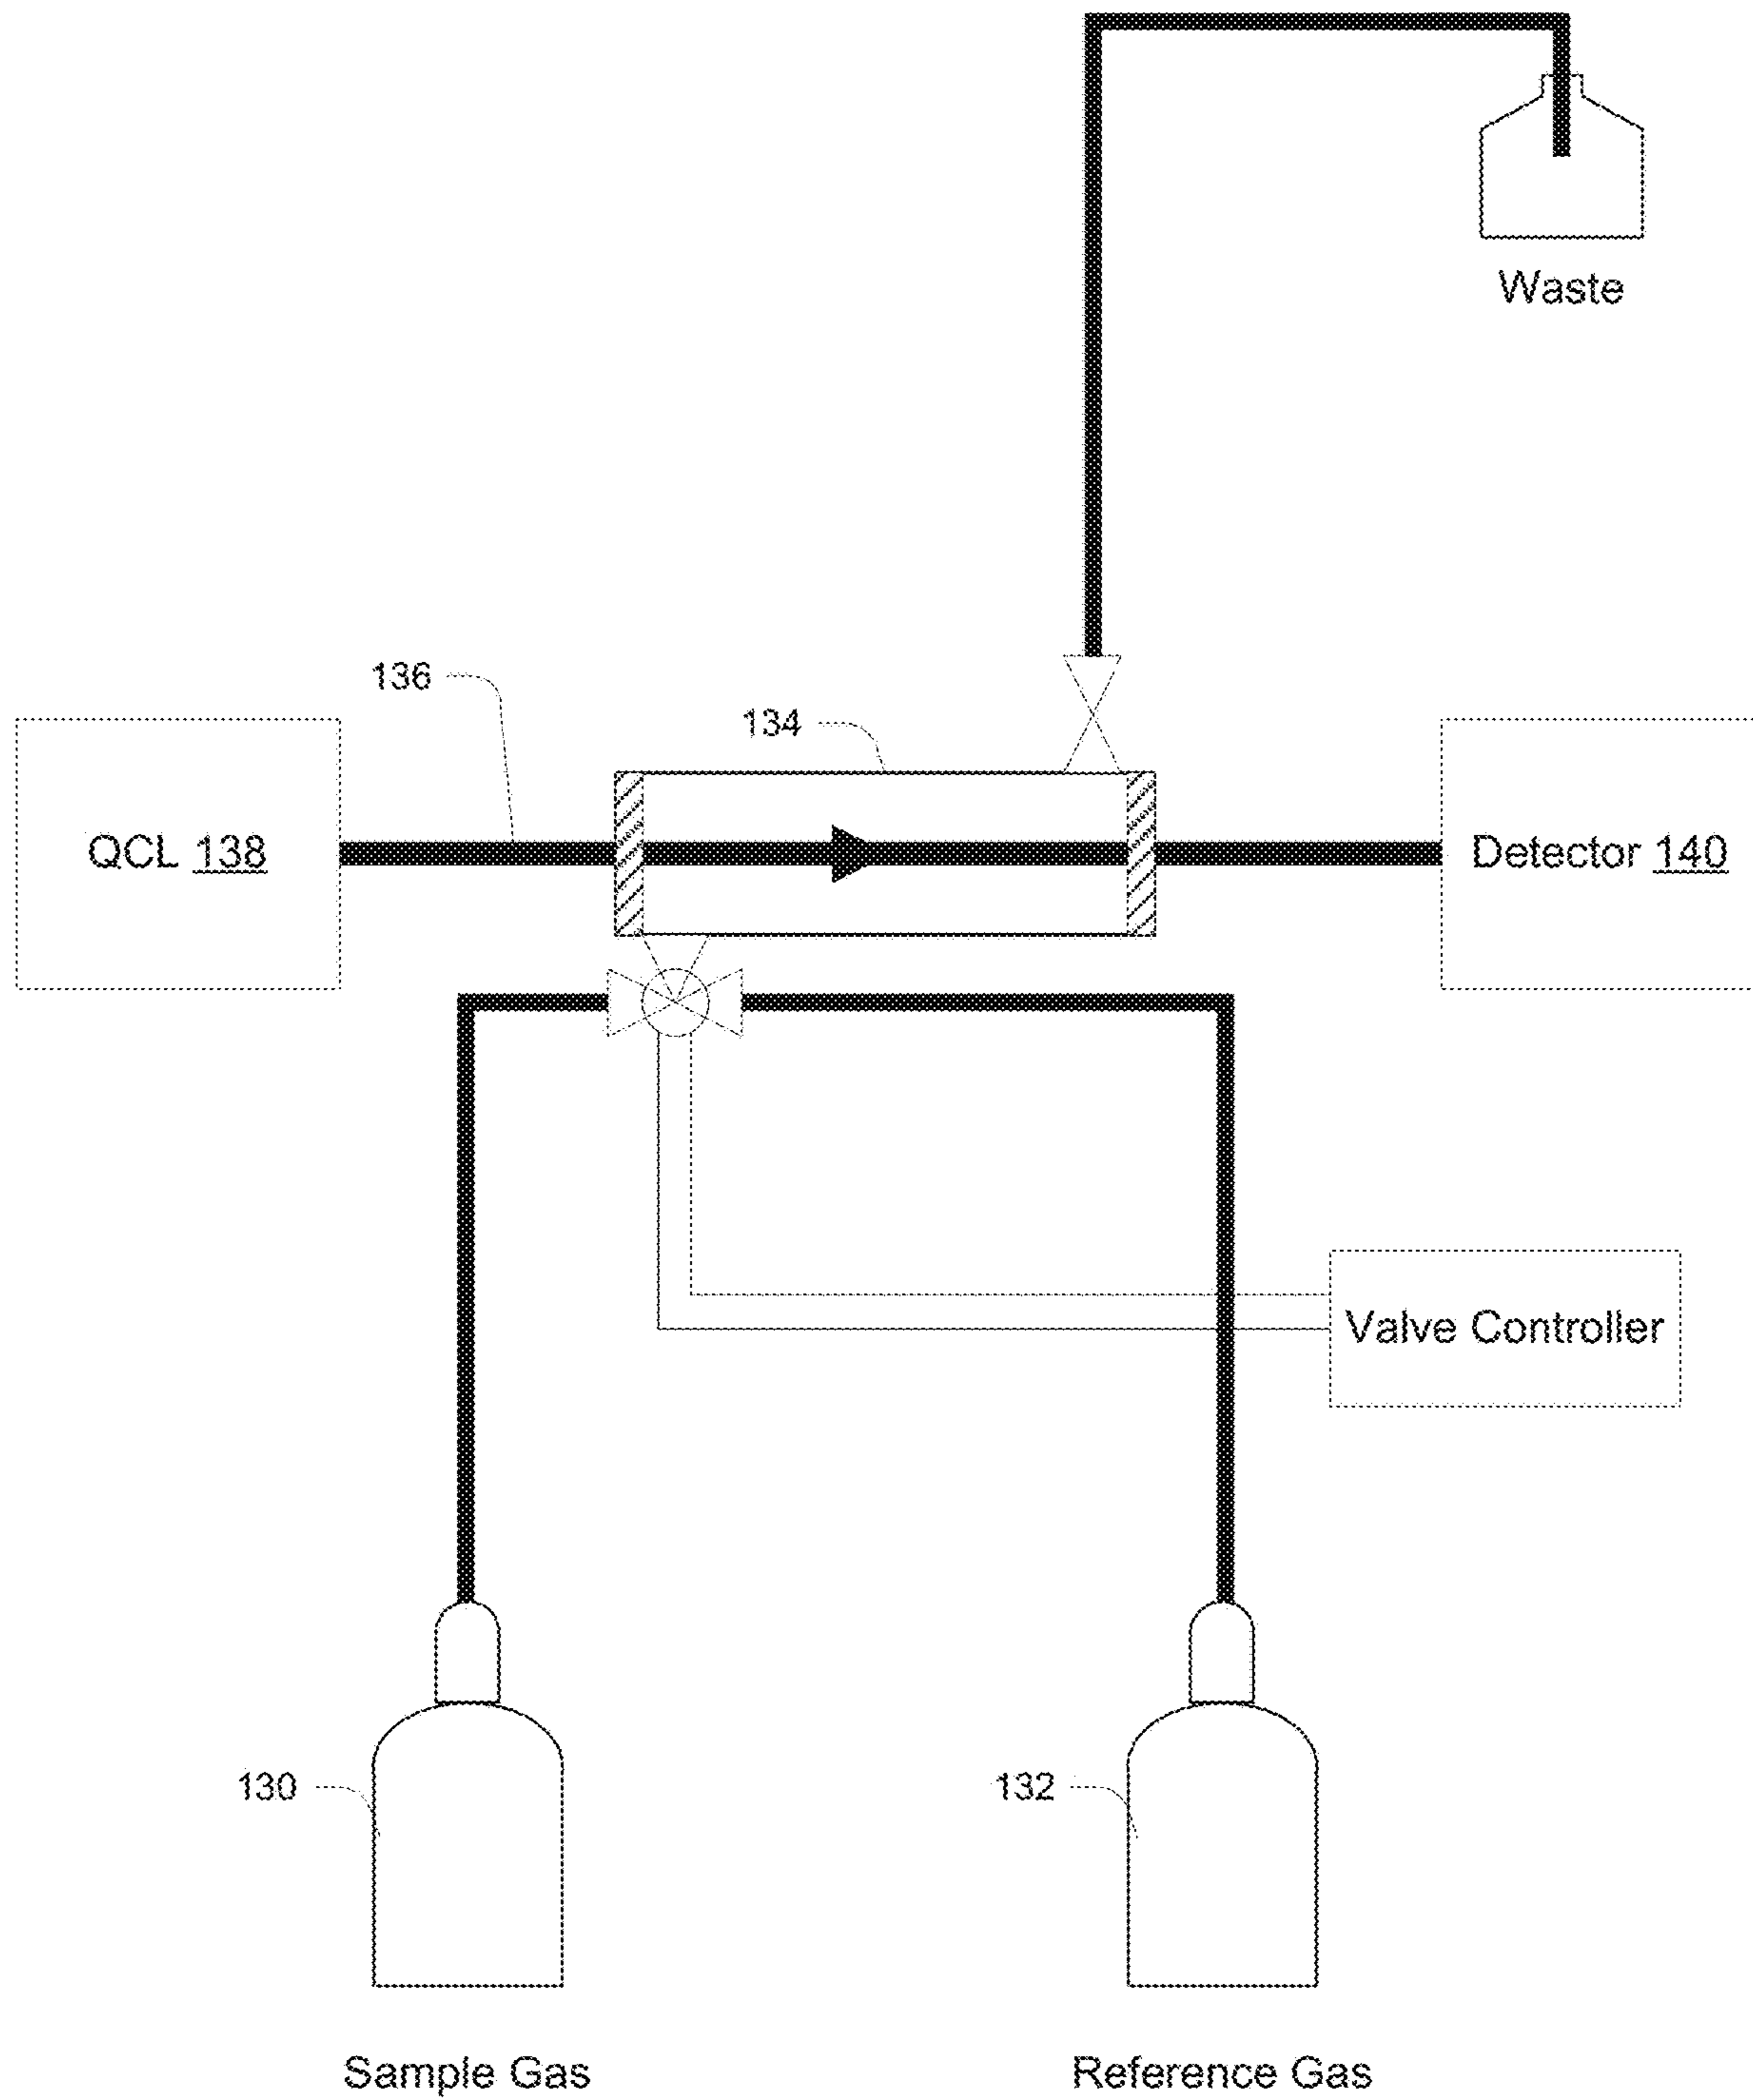 Waste
136
134
QCL 138
Detector 140
Valve Controller
130
132
Sample Gas
Reference Gas